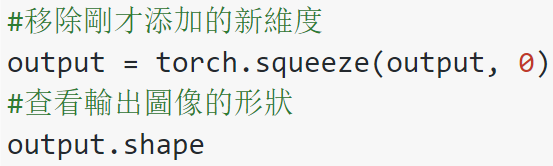 #移除剛才添加的新維度
output = torch.squeeze(output, 0)
#查看輸出圖像的形狀
output.shape